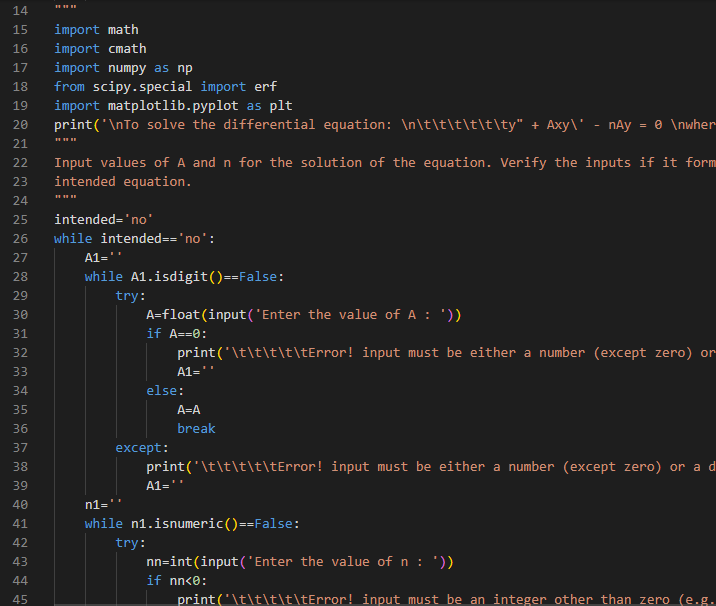 14 """
15 import math
16 import cmath
17 import numpy as np
18 from scipy.special import erf
19 import matplotlib.pyplot as plt
20 print('\nTo solve the differential equation: \n\t\t\t\t\t\ty" + Axy\' - nAy = 0 \nwher
21 """
22 Input values of A and n for the solution of the equation. Verify the inputs if it form
23 intended equation.
24 """
25 intended='no'
26 while intended=='no':
27     A1=''
28     while A1.isdigit()==False:
29         try:
30             A=float(input('Enter the value of A : '))
31             if A==0:
32                 print('\t\t\t\t\tError! input must be either a number (except zero) or
33                 A1=''
34             else:
35                 A=A
36                 break
37         except:
38             print('\t\t\t\t\tError! input must be either a number (except zero) or a d
39             A1=''
40     n1=''
41     while n1.isnumeric()==False:
42         try:
43             nn=int(input('Enter the value of n : '))
44             if nn<0:
45                 print('\t\t\t\t\tError! input must be an integer other than zero (e.g.